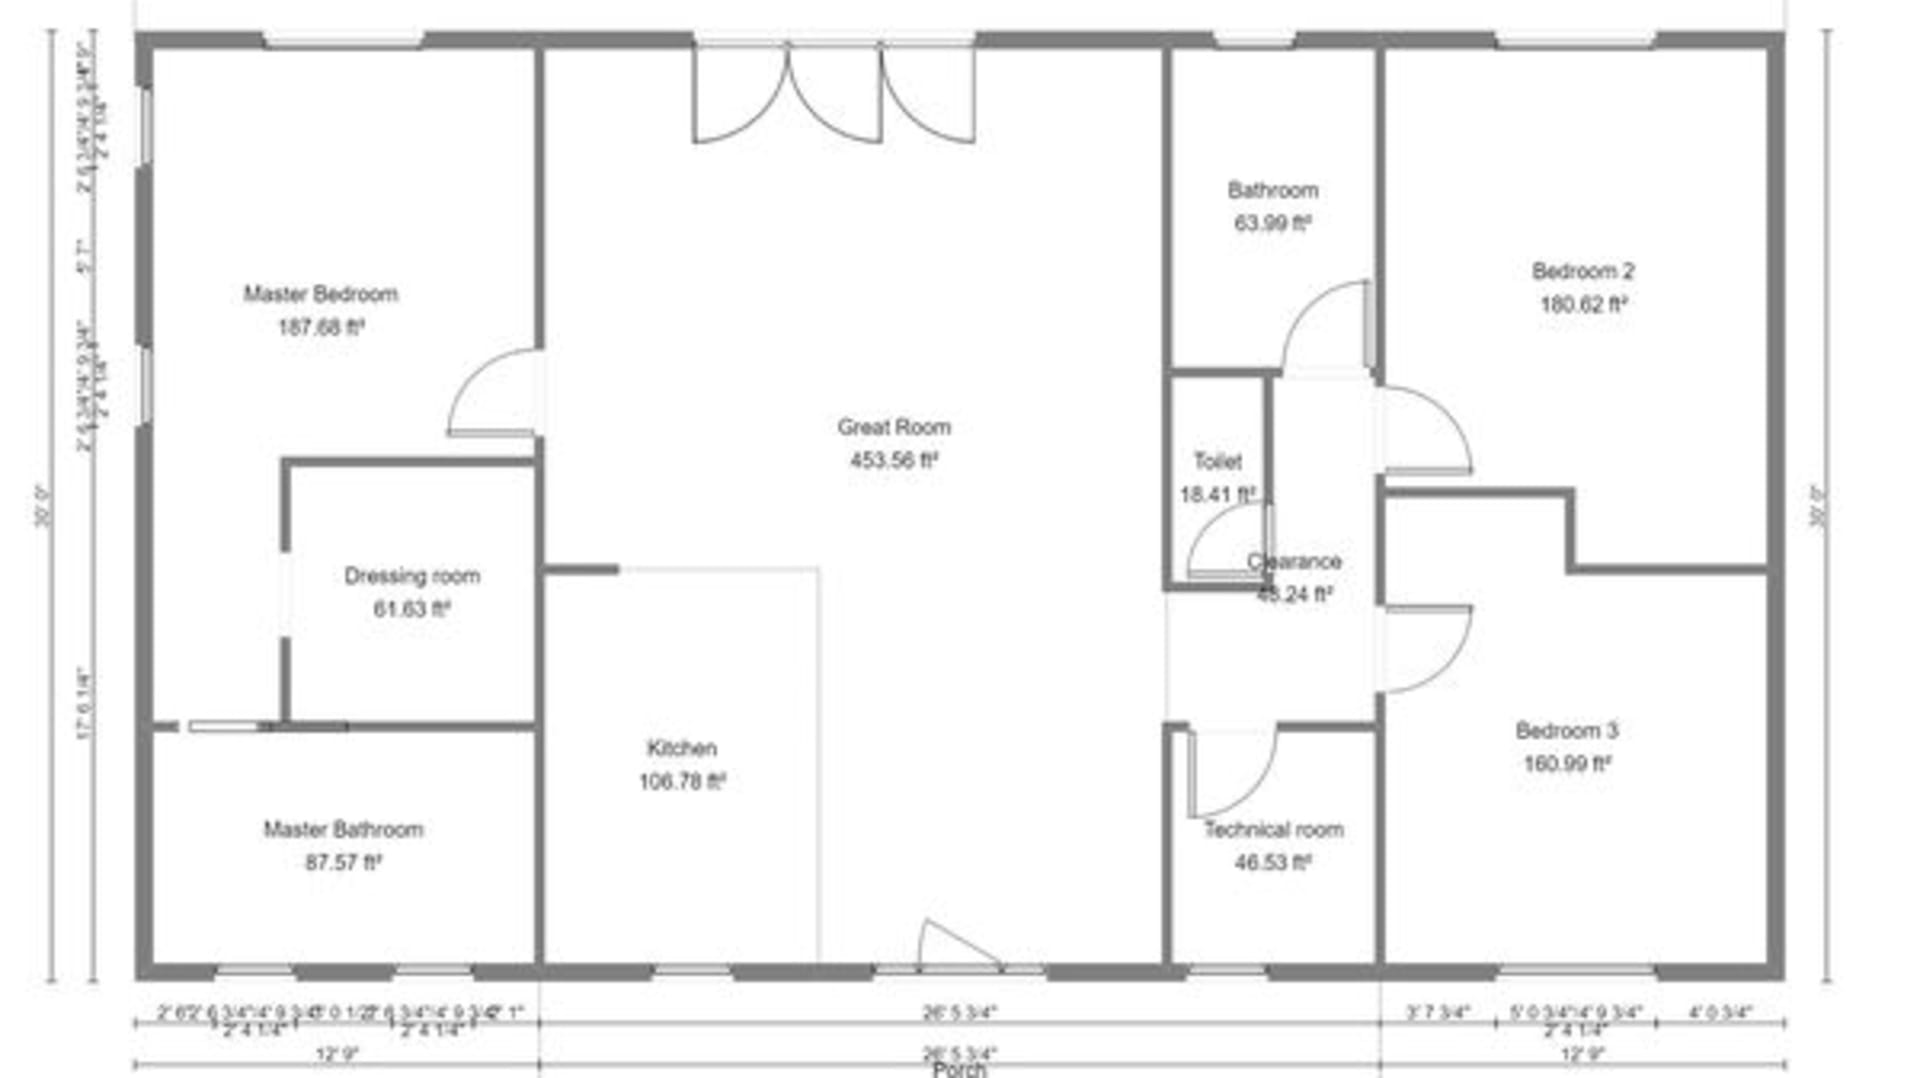 Bathroom
63.99 ft²
Bedroom 2
180.62 ft²
Master Bedroom
187.68 ft²
Great Room
453.56 ft²
Toilet
18.41 ft²
Clearance
48.24 ft²
Dressing room
61.63 ft²
Kitchen
106.78 ft²
Bedroom 3
160.99 ft²
Master Bathroom
87.57 ft²
Technical room
46.53 ft²
30' 0"
30' 0"
17' 6 1/4"
2' 4 1/4"
2' 4 1/4"
26' 5 3/4"
3' 7 3/4"
5' 0 3/4"/4' 9 3/4"
4' 0 3/4"
2' 4 1/4"
2' 4 1/4"
2' 4 1/4"
12' 9"
26' 5 3/4"
12' 9"
Porch